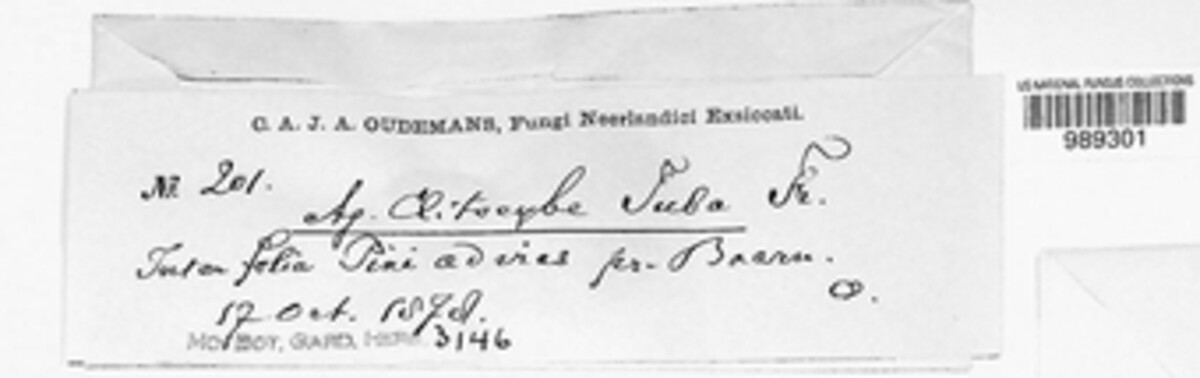 C. A. J. A. OUDEMANS, Fungi Neerlandici Exsiccati.
Nº. 201.
Ag. Clitocybe Tuba Fr.
Inter folia Pini ad vias pr. Baarn.
17 Oct. 1878.
O.
MO. BOT. GARD. HERB. 3146
US NATIONAL FUNGUS COLLECTIONS
989301